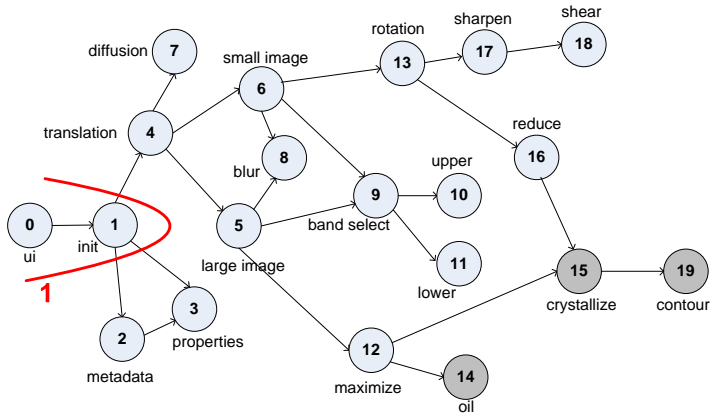 sharpen
shear
rotation
17
18
diffusion
7
small image
13
6
reduce
translation
4
16
blur
8
upper
9
10
0
1
5
band select
ui
init
large image
11
15
19
1
lower
crystallize
contour
3
2
properties
12
metadata
maximize
14
oil